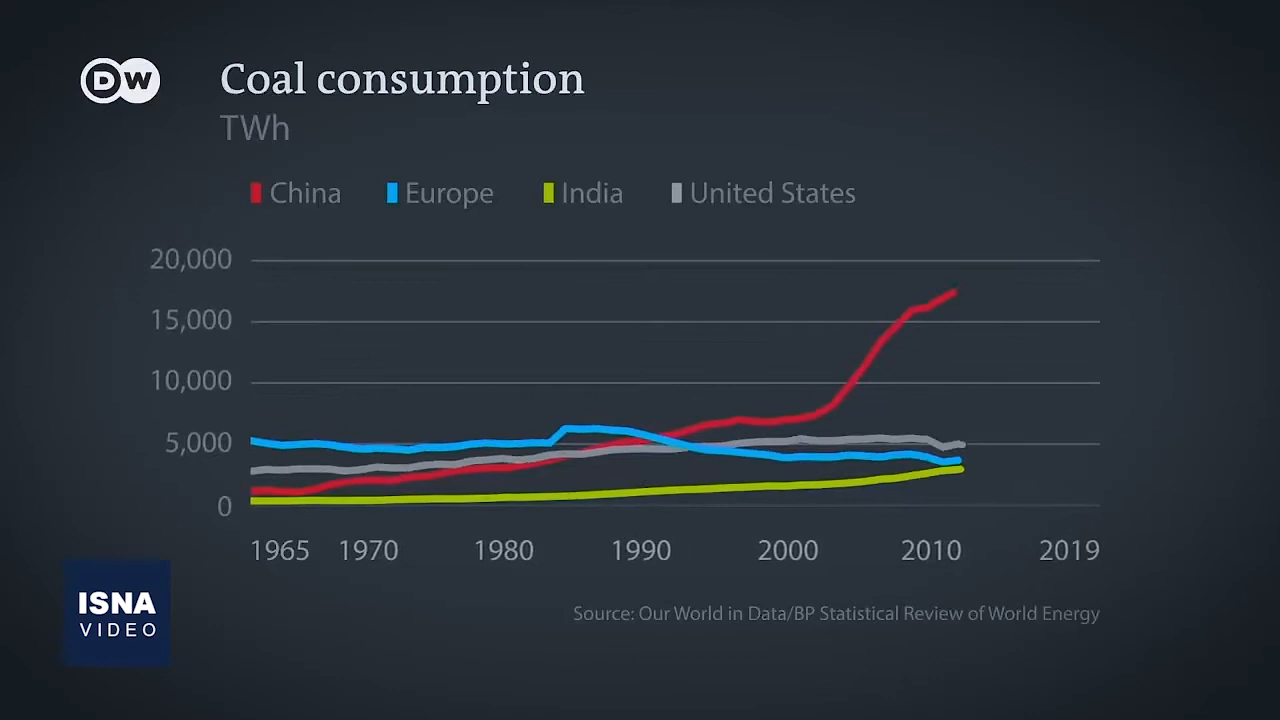 DW
Coal consumption
TWh
China Europe India United States
20,000
15,000
10,000
5,000
0
1965 1970 1980 1990 2000 2010 2019
Source: Our World in Data/BP Statistical Review of World Energy
ISNA
VIDEO